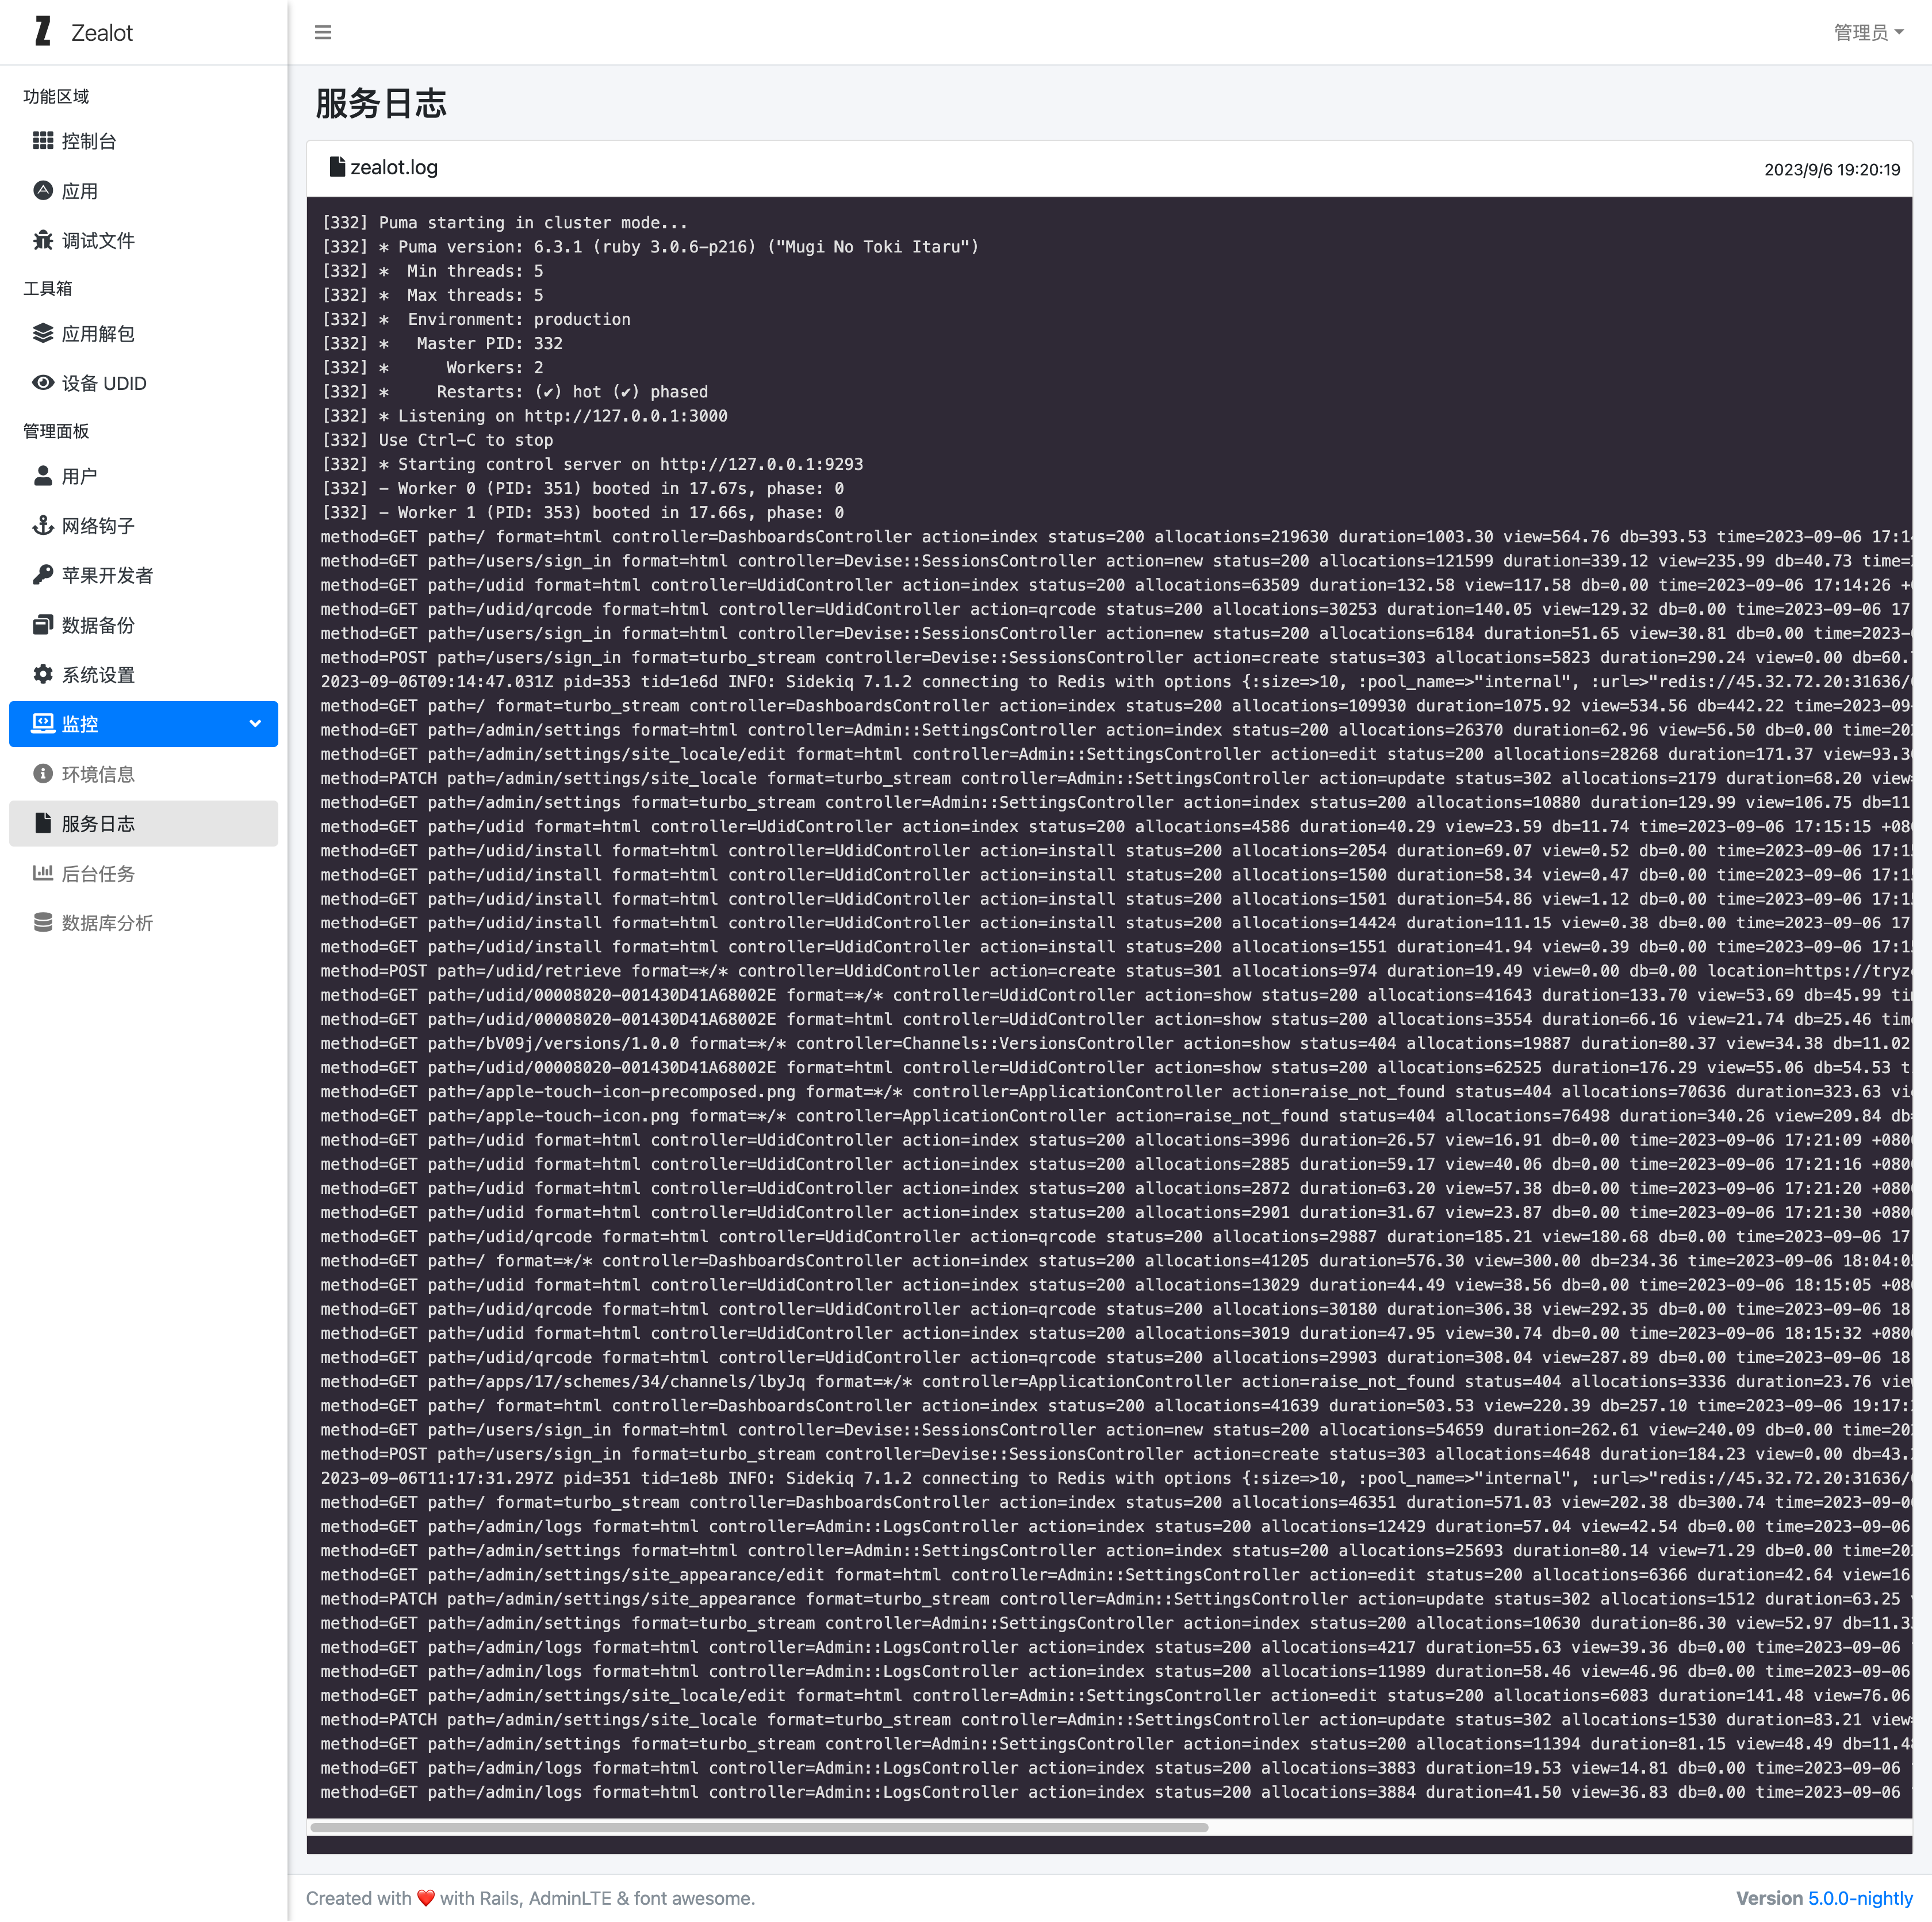 Zealot
管理员
功能区域
控制台
应用
调试文件
工具箱
应用解包
设备 UDID
管理面板
用户
网络钩子
苹果开发者
数据备份
系统设置
监控
环境信息
服务日志
后台任务
数据库分析
服务日志
zealot.log
2023/9/6 19:20:19
[332] Puma starting in cluster mode...
[332] * Puma version: 6.3.1 (ruby 3.0.6-p216) ("Mugi No Toki Itaru")
[332] *  Min threads: 5
[332] *  Max threads: 5
[332] *  Environment: production
[332] *   Master PID: 332
[332] *      Workers: 2
[332] *     Restarts: (✔) hot (✔) phased
[332] * Listening on http://127.0.0.1:3000
[332] Use Ctrl-C to stop
[332] * Starting control server on http://127.0.0.1:9293
[332] - Worker 0 (PID: 351) booted in 17.67s, phase: 0
[332] - Worker 1 (PID: 353) booted in 17.66s, phase: 0
method=GET path=/ format=html controller=DashboardsController action=index status=200 allocations=219630 duration=1003.30 view=564.76 db=393.53 time=2023-09-06 17:14
method=GET path=/users/sign_in format=html controller=Devise::SessionsController action=new status=200 allocations=121599 duration=339.12 view=235.99 db=40.73 time=
method=GET path=/udid format=html controller=UdidController action=index status=200 allocations=63509 duration=132.58 view=117.58 db=0.00 time=2023-09-06 17:14:26 +
method=GET path=/udid/qrcode format=html controller=UdidController action=qrcode status=200 allocations=30253 duration=140.05 view=129.32 db=0.00 time=2023-09-06 17
method=GET path=/users/sign_in format=html controller=Devise::SessionsController action=new status=200 allocations=6184 duration=51.65 view=30.81 db=0.00 time=2023-
method=POST path=/users/sign_in format=turbo_stream controller=Devise::SessionsController action=create status=303 allocations=5823 duration=290.24 view=0.00 db=60.
2023-09-06T09:14:47.031Z pid=353 tid=1e6d INFO: Sidekiq 7.1.2 connecting to Redis with options {:size=>10, :pool_name=>"internal", :url=>"redis://45.32.72.20:31636/
method=GET path=/ format=turbo_stream controller=DashboardsController action=index status=200 allocations=109930 duration=1075.92 view=534.56 db=442.22 time=2023-09-
method=GET path=/admin/settings format=html controller=Admin::SettingsController action=index status=200 allocations=26370 duration=62.96 view=56.50 db=0.00 time=20
method=GET path=/admin/settings/site_locale/edit format=html controller=Admin::SettingsController action=edit status=200 allocations=28268 duration=171.37 view=93.3
method=PATCH path=/admin/settings/site_locale format=turbo_stream controller=Admin::SettingsController action=update status=302 allocations=2179 duration=68.20 view
method=GET path=/admin/settings format=turbo_stream controller=Admin::SettingsController action=index status=200 allocations=10880 duration=129.99 view=106.75 db=11
method=GET path=/udid format=html controller=UdidController action=index status=200 allocations=4586 duration=40.29 view=23.59 db=11.74 time=2023-09-06 17:15:15 +080
method=GET path=/udid/install format=html controller=UdidController action=install status=200 allocations=2054 duration=69.07 view=0.52 db=0.00 time=2023-09-06 17:1
method=GET path=/udid/install format=html controller=UdidController action=install status=200 allocations=1500 duration=58.34 view=0.47 db=0.00 time=2023-09-06 17:1
method=GET path=/udid/install format=html controller=UdidController action=install status=200 allocations=1501 duration=54.86 view=1.12 db=0.00 time=2023-09-06 17:1
method=GET path=/udid/install format=html controller=UdidController action=install status=200 allocations=14424 duration=111.15 view=0.38 db=0.00 time=2023-09-06 17
method=GET path=/udid/install format=html controller=UdidController action=install status=200 allocations=1551 duration=41.94 view=0.39 db=0.00 time=2023-09-06 17:1
method=POST path=/udid/retrieve format=*/* controller=UdidController action=create status=301 allocations=974 duration=19.49 view=0.00 db=0.00 location=https://tryz
method=GET path=/udid/00008020-001430D41A68002E format=*/* controller=UdidController action=show status=200 allocations=41643 duration=133.70 view=53.69 db=45.99 ti
method=GET path=/udid/00008020-001430D41A68002E format=html controller=UdidController action=show status=200 allocations=3554 duration=66.16 view=21.74 db=25.46 tim
method=GET path=/bV09j/versions/1.0.0 format=*/* controller=Channels::VersionsController action=show status=404 allocations=19887 duration=80.37 view=34.38 db=11.02
method=GET path=/udid/00008020-001430D41A68002E format=html controller=UdidController action=show status=200 allocations=62525 duration=176.29 view=55.06 db=54.53 t
method=GET path=/apple-touch-icon-precomposed.png format=*/* controller=ApplicationController action=raise_not_found status=404 allocations=70636 duration=323.63 vi
method=GET path=/apple-touch-icon.png format=*/* controller=ApplicationController action=raise_not_found status=404 allocations=76498 duration=340.26 view=209.84 db
method=GET path=/udid format=html controller=UdidController action=index status=200 allocations=3996 duration=26.57 view=16.91 db=0.00 time=2023-09-06 17:21:09 +080
method=GET path=/udid format=html controller=UdidController action=index status=200 allocations=2885 duration=59.17 view=40.06 db=0.00 time=2023-09-06 17:21:16 +080
method=GET path=/udid format=html controller=UdidController action=index status=200 allocations=2872 duration=63.20 view=57.38 db=0.00 time=2023-09-06 17:21:20 +080
method=GET path=/udid format=html controller=UdidController action=index status=200 allocations=2901 duration=31.67 view=23.87 db=0.00 time=2023-09-06 17:21:30 +080
method=GET path=/udid/qrcode format=html controller=UdidController action=qrcode status=200 allocations=29887 duration=185.21 view=180.68 db=0.00 time=2023-09-06 17
method=GET path=/ format=*/* controller=DashboardsController action=index status=200 allocations=41205 duration=576.30 view=300.00 db=234.36 time=2023-09-06 18:04:0
method=GET path=/udid format=html controller=UdidController action=index status=200 allocations=13029 duration=44.49 view=38.56 db=0.00 time=2023-09-06 18:15:05 +08
method=GET path=/udid/qrcode format=html controller=UdidController action=qrcode status=200 allocations=30180 duration=306.38 view=292.35 db=0.00 time=2023-09-06 18
method=GET path=/udid format=html controller=UdidController action=index status=200 allocations=3019 duration=47.95 view=30.74 db=0.00 time=2023-09-06 18:15:32 +080
method=GET path=/udid/qrcode format=html controller=UdidController action=qrcode status=200 allocations=29903 duration=308.04 view=287.89 db=0.00 time=2023-09-06 18
method=GET path=/apps/17/schemes/34/channels/lbyJq format=*/* controller=ApplicationController action=raise_not_found status=404 allocations=3336 duration=23.76 vie
method=GET path=/ format=html controller=DashboardsController action=index status=200 allocations=41639 duration=503.53 view=220.39 db=257.10 time=2023-09-06 19:17:
method=GET path=/users/sign_in format=html controller=Devise::SessionsController action=new status=200 allocations=54659 duration=262.61 view=240.09 db=0.00 time=20
method=POST path=/users/sign_in format=turbo_stream controller=Devise::SessionsController action=create status=303 allocations=4648 duration=184.23 view=0.00 db=43.
2023-09-06T11:17:31.297Z pid=351 tid=1e8b INFO: Sidekiq 7.1.2 connecting to Redis with options {:size=>10, :pool_name=>"internal", :url=>"redis://45.32.72.20:31636/
method=GET path=/ format=turbo_stream controller=DashboardsController action=index status=200 allocations=46351 duration=571.03 view=202.38 db=300.74 time=2023-09-0
method=GET path=/admin/logs format=html controller=Admin::LogsController action=index status=200 allocations=12429 duration=57.04 view=42.54 db=0.00 time=2023-09-06
method=GET path=/admin/settings format=html controller=Admin::SettingsController action=index status=200 allocations=25693 duration=80.14 view=71.29 db=0.00 time=20
method=GET path=/admin/settings/site_appearance/edit format=html controller=Admin::SettingsController action=edit status=200 allocations=6366 duration=42.64 view=16
method=PATCH path=/admin/settings/site_appearance format=turbo_stream controller=Admin::SettingsController action=update status=302 allocations=1512 duration=63.25
method=GET path=/admin/settings format=turbo_stream controller=Admin::SettingsController action=index status=200 allocations=10630 duration=86.30 view=52.97 db=11.3
method=GET path=/admin/logs format=html controller=Admin::LogsController action=index status=200 allocations=4217 duration=55.63 view=39.36 db=0.00 time=2023-09-06
method=GET path=/admin/logs format=html controller=Admin::LogsController action=index status=200 allocations=11989 duration=58.46 view=46.96 db=0.00 time=2023-09-06
method=GET path=/admin/settings/site_locale/edit format=html controller=Admin::SettingsController action=edit status=200 allocations=6083 duration=141.48 view=76.06
method=PATCH path=/admin/settings/site_locale format=turbo_stream controller=Admin::SettingsController action=update status=302 allocations=1530 duration=83.21 view
method=GET path=/admin/settings format=turbo_stream controller=Admin::SettingsController action=index status=200 allocations=11394 duration=81.15 view=48.49 db=11.4
method=GET path=/admin/logs format=html controller=Admin::LogsController action=index status=200 allocations=3883 duration=19.53 view=14.81 db=0.00 time=2023-09-06
method=GET path=/admin/logs format=html controller=Admin::LogsController action=index status=200 allocations=3884 duration=41.50 view=36.83 db=0.00 time=2023-09-06
Created with ❤️ with Rails, AdminLTE & font awesome.
Version 5.0.0-nightly